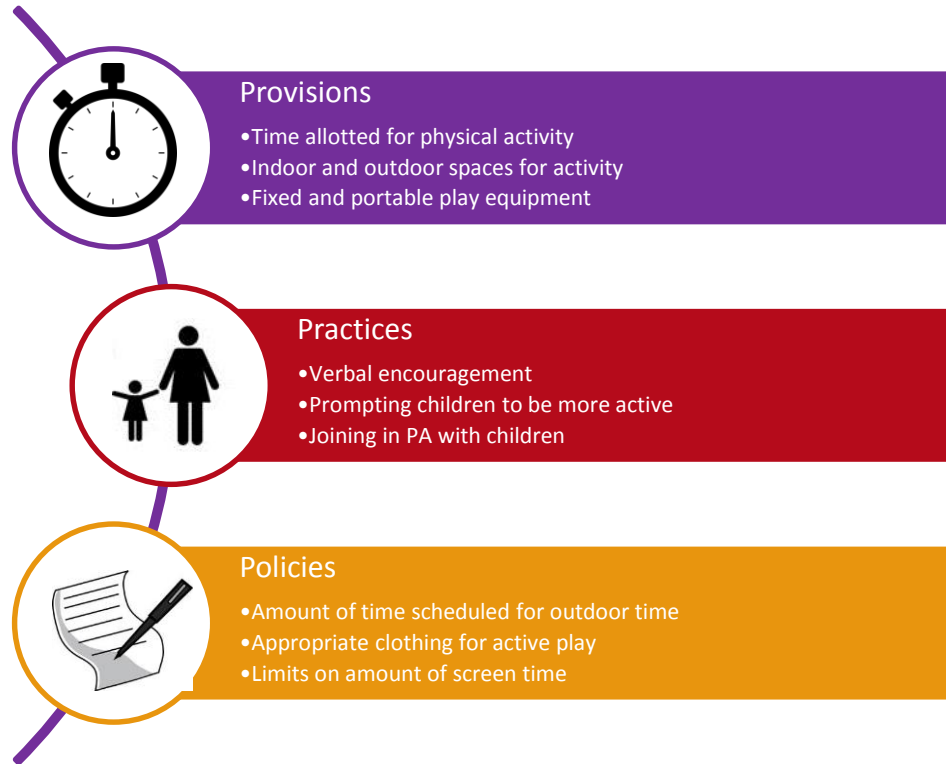 Provisions
•Time allotted for physical activity
•Indoor and outdoor spaces for activity
•Fixed and portable play equipment
Practices
•Verbal encouragement
•Prompting children to be more active
•Joining in PA with children
Policies
•Amount of time scheduled for outdoor time
•Appropriate clothing for active play
•Limits on amount of screen time